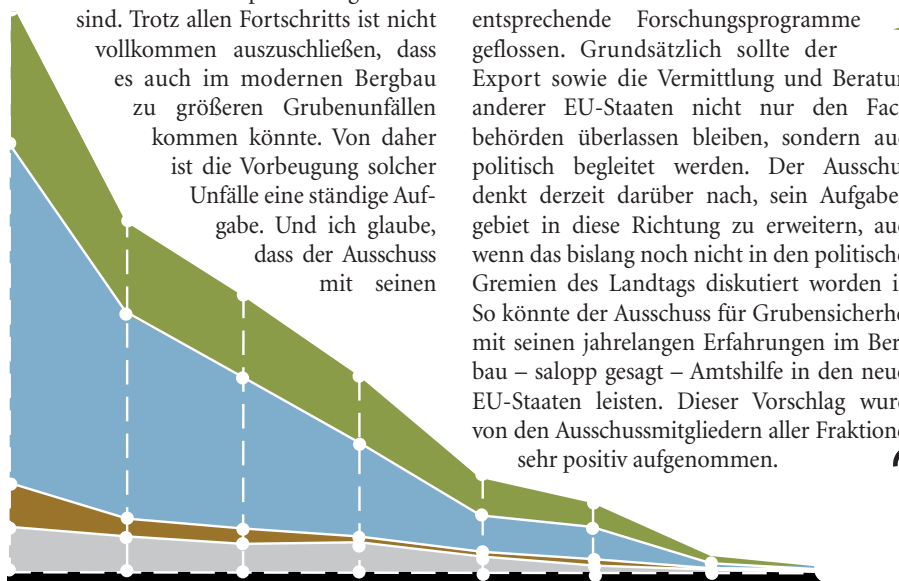 sind. Trotz allen Fortschritts ist nicht
vollkommen auszuschließen, dass
es auch im modernen Bergbau
zu größeren Grubenunfällen
kommen könnte. Von daher
ist die Vorbeugung solcher
Unfälle eine ständige Auf-
gabe. Und ich glaube,
dass der Ausschuss
mit seinen
entsprechende Forschungsprogramme
geflossen. Grundsätzlich sollte der
Export sowie die Vermittlung und Beratun
anderer EU-Staaten nicht nur den Fac
behörden überlassen bleiben, sondern auc
politisch begleitet werden. Der Ausschu
denkt derzeit darüber nach, sein Aufgabe
gebiet in diese Richtung zu erweitern, auc
wenn das bislang noch nicht in den politische
Gremien des Landtags diskutiert worden i
So könnte der Ausschuss für Grubensicherhe
mit seinen jahrelangen Erfahrungen im Ber
bau – salopp gesagt – Amtshilfe in den neue
EU-Staaten leisten. Dieser Vorschlag wurd
von den Ausschussmitgliedern aller Fraktione
sehr positiv aufgenommen.